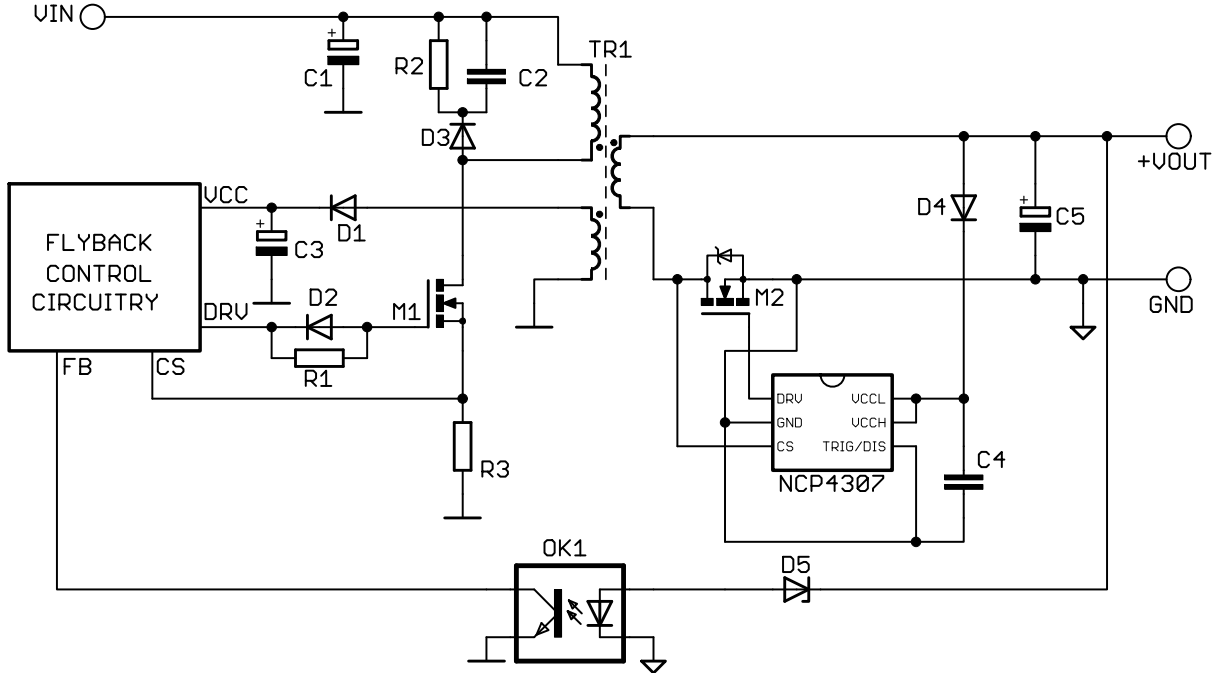 VIN
+
C1
R2
C2
TR1
D3
+VOUT
VCC
D1
D4
+
C5
+
C3
FLYBACK
CONTROL
CIRCUITRY
DRV
D2
M1
M2
GND
FB
CS
R1
DRV
VCCL
GND
VCCH
CS
TRIG/DIS
R3
C4
NCP4307
OK1
D5